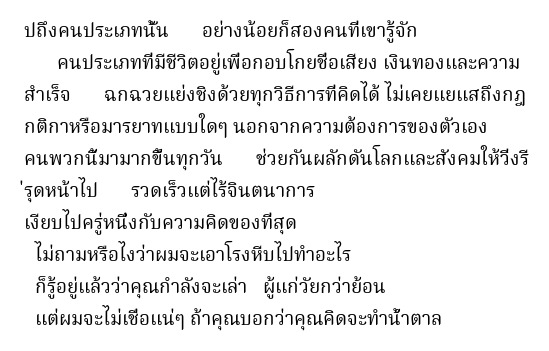 ปถึงคนประเภทนั้น อย่างน้อยก็สองคนที่เขารู้จัก
คนประเภทที่มีชีวิตอยู่เพื่อกอบโกยชื่อเสียง เงินทองและความ
สำเร็จ ฉกฉวยแย่งชิงด้วยทุกวิธีการที่คิดได้ ไม่เคยแยแสถึงกฎ
กติกาหรือมารยาทแบบใดๆ นอกจากความต้องการของตัวเอง
คนพวกนี้มามากขึ้นทุกวัน ช่วยกันผลักดันโลกและสังคมให้วิ่งรี
่รุดหน้าไป รวดเร็วแต่ไร้จินตนาการ
เงียบไปครู่หนึ่งกับความคิดของที่สุด
ไม่ถามหรือไงว่าผมจะเอาโรงหีบไปทำอะไร
ก็รู้อยู่แล้วว่าคุณกำลังจะเล่า ผู้แก่วัยกว่าย้อน
แต่ผมจะไม่เชื่อแน่ๆ ถ้าคุณบอกว่าคุณคิดจะทำน้ำตาล